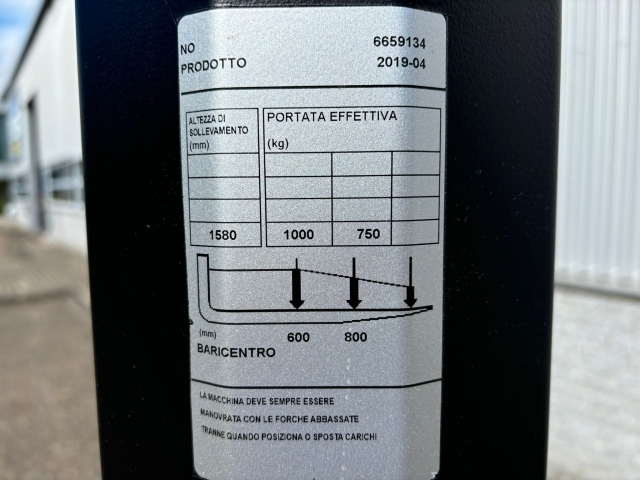 NO 6659134
PRODOTTO 2019-04
ALTEZZA DI
SOLLEVAMENTO
(mm)
PORTATA EFFETTIVA
(kg)
1580 1000 750
(mm) 600 800
BARICENTRO
LA MACCHINA DEVE SEMPRE ESSERE
MANOVRATA CON LE FORCHE ABBASSATE
TRANNE QUANDO POSIZIONA O SPOSTA CARICHI